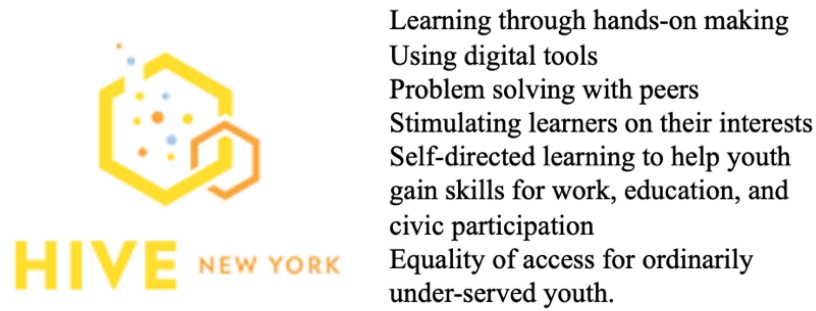 HIVE NEW YORK
Learning through hands-on making
Using digital tools
Problem solving with peers
Stimulating learners on their interests
Self-directed learning to help youth
gain skills for work, education, and
civic participation
Equality of access for ordinarily
under-served youth.